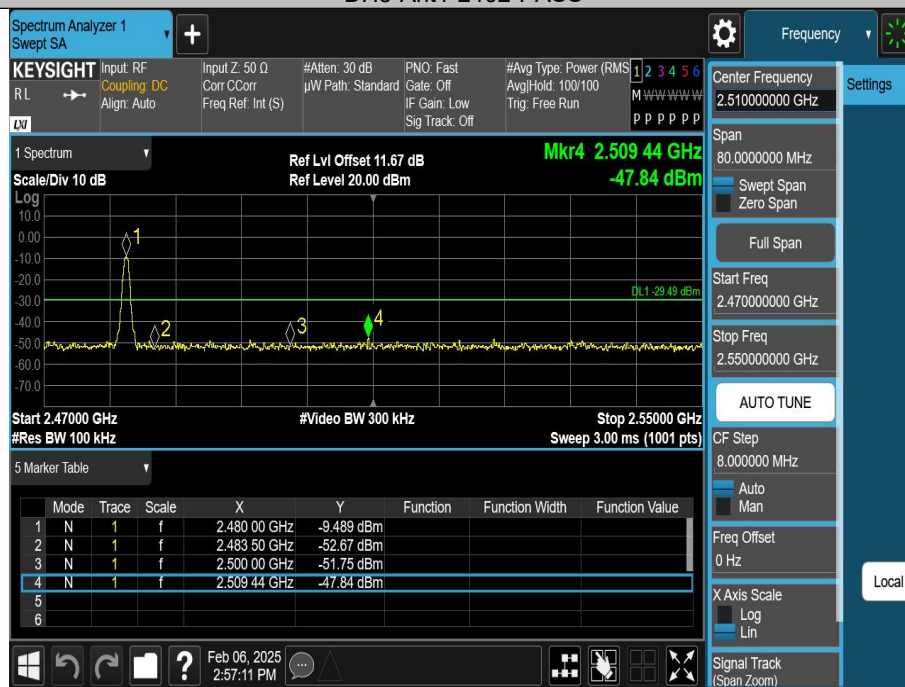 Spectrum Analyzer 1
Swept SA
+
Frequency
KEYSIGHT
RL
LXI
Input: RF
Coupling: DC
Align: Auto
Input Z: 50 Ω
Corr CCorr
Freq Ref: Int (S)
#Atten: 30 dB
µW Path: Standard
PNO: Fast
Gate: Off
IF Gain: Low
Sig Track: Off
#Avg Type: Power (RMS
Avg|Hold: 100/100
Trig: Free Run
1 2 3 4 5 6
M W W W W W
P P P P P P
Center Frequency
2.510000000 GHz
Settings
Span
80.0000000 MHz
Swept Span
Zero Span
Full Span
Start Freq
2.470000000 GHz
Stop Freq
2.550000000 GHz
AUTO TUNE
CF Step
8.000000 MHz
Auto
Man
Freq Offset
0 Hz
X Axis Scale
Log
Lin
Signal Track
(Span Zoom)
Local
1 Spectrum
Scale/Div 10 dB
Ref Lvl Offset 11.67 dB
Ref Level 20.00 dBm
Mkr4 2.509 44 GHz
-47.84 dBm
Log
10.0
0.00
-10.0
-20.0
-30.0
-40.0
-50.0
-60.0
-70.0
1
2
3
4
DL1 -29.49 dBm
Start 2.47000 GHz
#Res BW 100 kHz
#Video BW 300 kHz
Stop 2.55000 GHz
Sweep 3.00 ms (1001 pts)
5 Marker Table
Mode Trace Scale X Y Function Function Width Function Value
1 N 1 f 2.480 00 GHz -9.489 dBm
2 N 1 f 2.483 50 GHz -52.67 dBm
3 N 1 f 2.500 00 GHz -51.75 dBm
4 N 1 f 2.509 44 GHz -47.84 dBm
5
6
?
Feb 06, 2025
2:57:11 PM